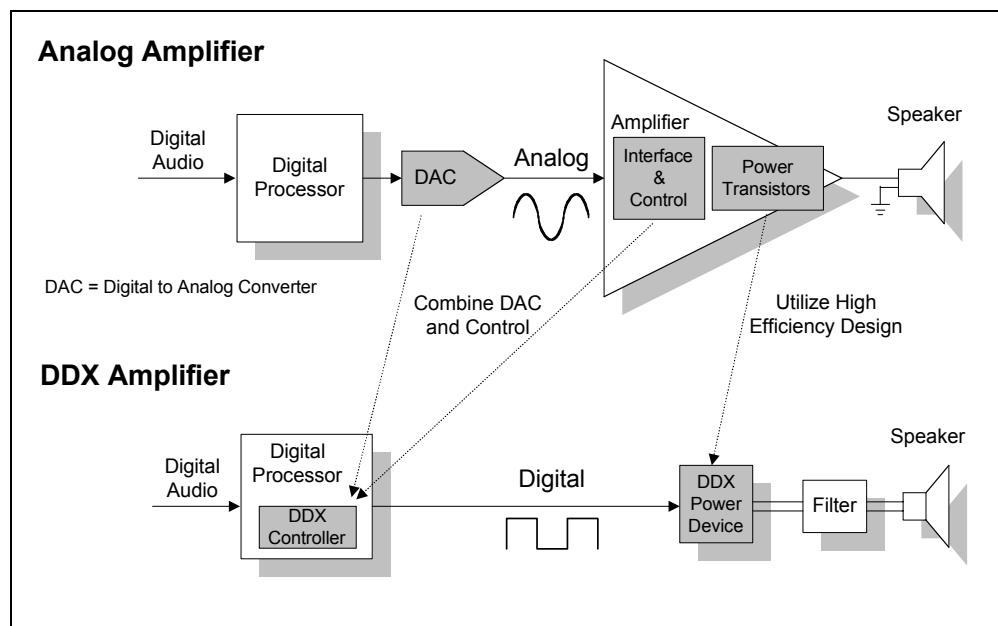 Analog Amplifier
Digital
Audio
Digital
Processor
DAC
Analog
Amplifier
Interface
&
Control
Power
Transistors
Speaker
DAC = Digital to Analog Converter
Combine DAC
and Control
Utilize High
Efficiency Design
DDX Amplifier
Digital
Audio
Digital
Processor
DDX
Controller
Digital
DDX
Power
Device
Filter
Speaker